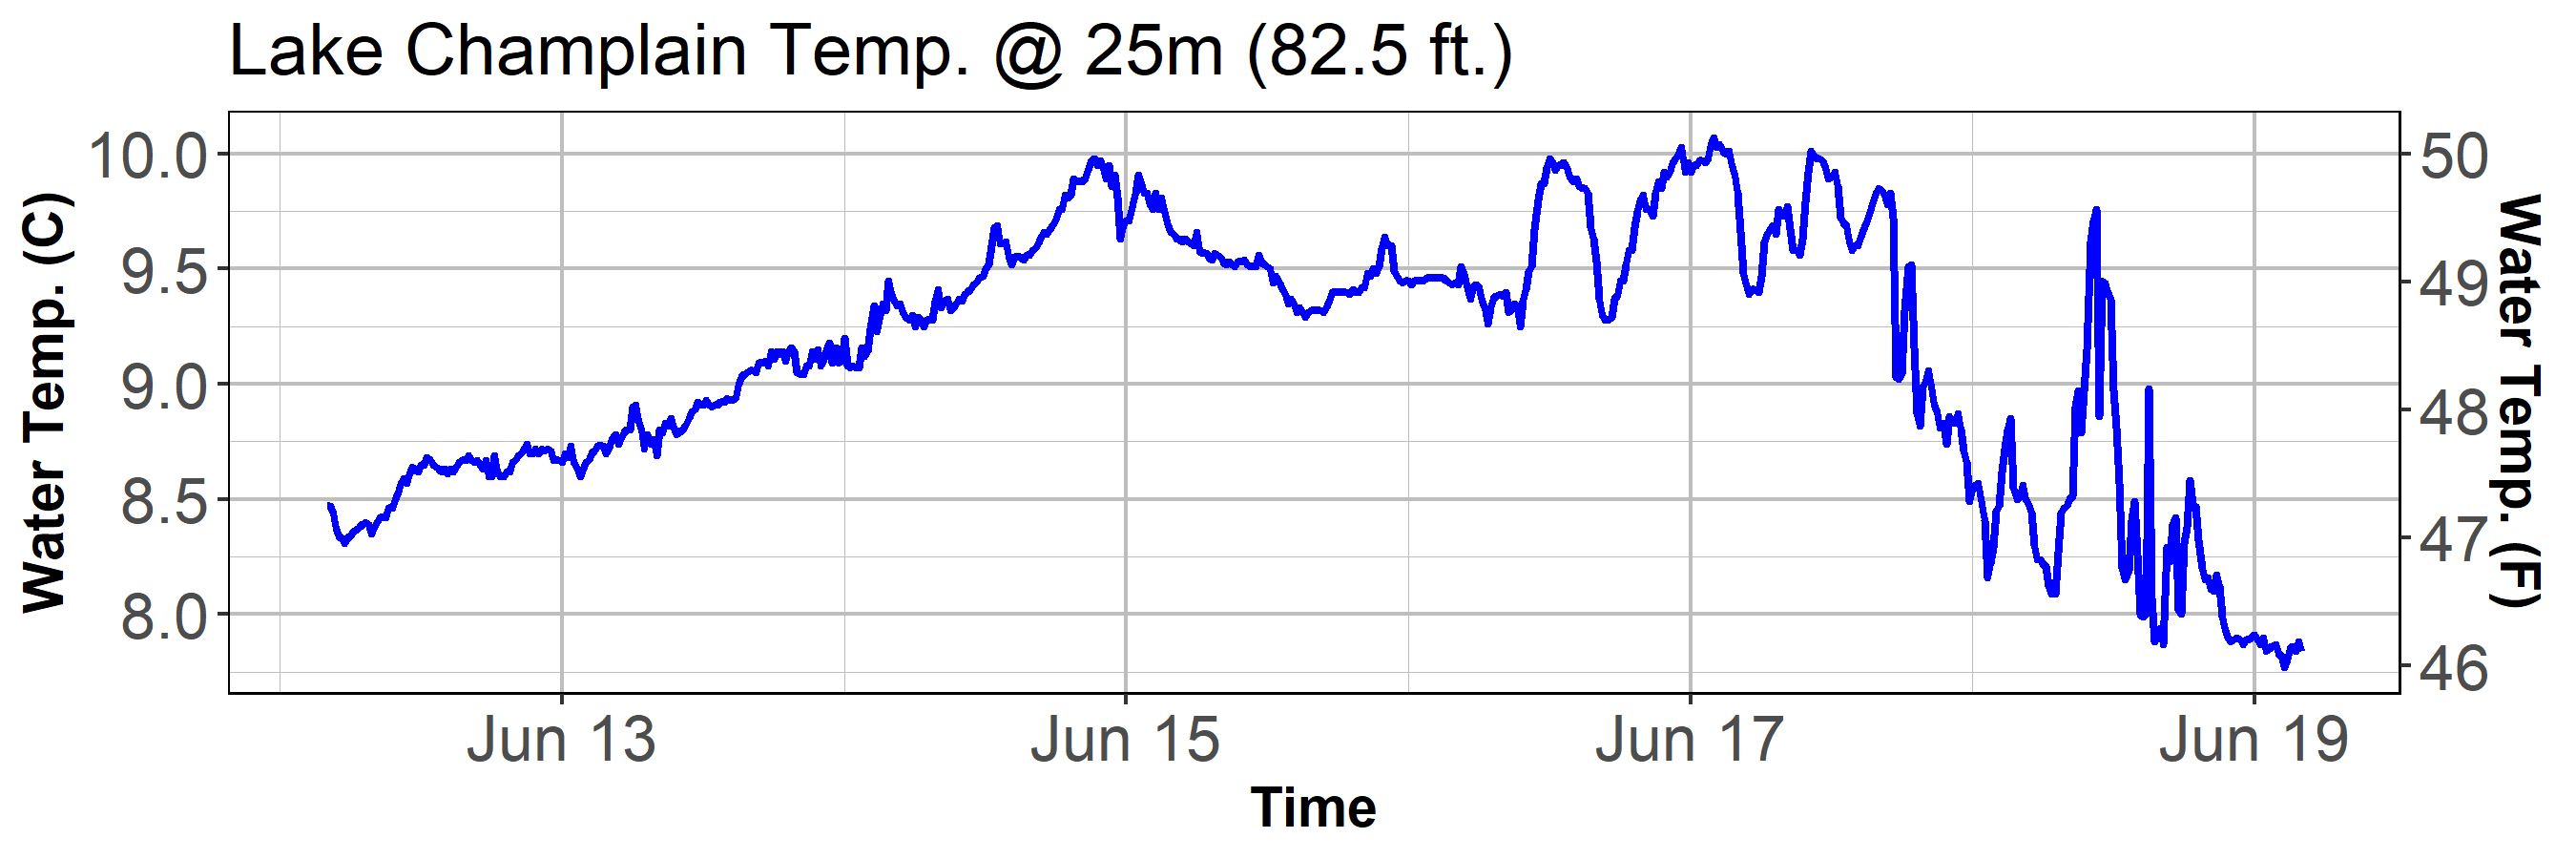 Lake Champlain Temp. @ 25m (82.5 ft.)
Water Temp. (C)
10.0
9.5
9.0
8.5
8.0
50
49
48
47
46
Water Temp. (F)
Jun 13
Jun 15
Jun 17
Jun 19
Time